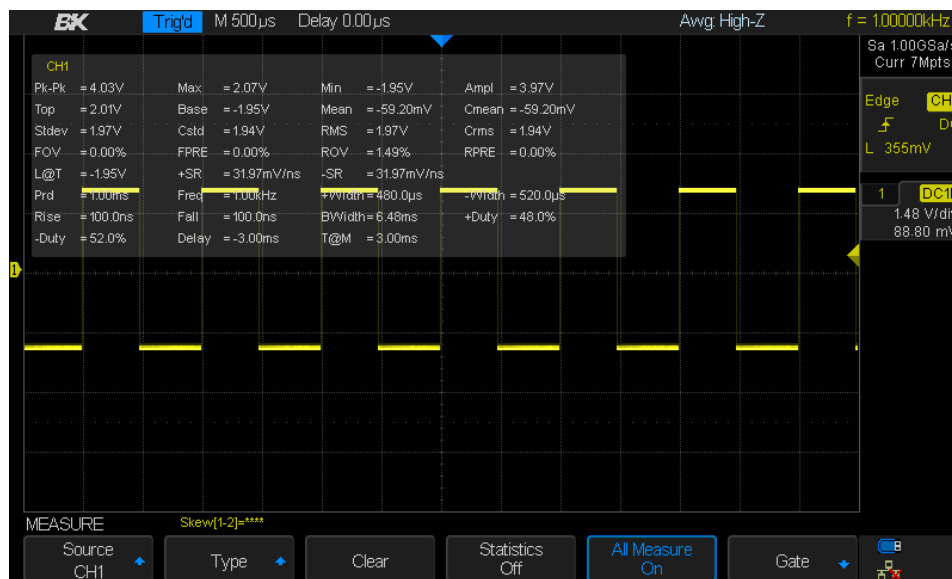 BK Trig'd M 500µs Delay 0.00µs Awg: High-Z f = 1.00000kHz
Sa 1.00GSa/s
Curr 7Mpts
Edge CH
L 355mV
1 DC1
1.48 V/di
88.80 mV
CH1
Pk-Pk =4.03V Max =2.07V Min =-1.95V Ampl =3.97V
Top =2.01V Base =-1.95V Mean =-59.20mV Cmean =-59.20mV
Stdev =1.97V Cstd =1.94V RMS =1.97V Crms =1.94V
FOV =0.00% FPRE =0.00% ROV =1.49% RPRE =0.00%
L@T =-1.95V +SR =31.97mV/ns -SR =31.97mV/ns
Prd =1.00ms Freq =1.00kHz +Width =480.0µs -Width =520.0µs
Rise =100.0ns Fall =100.0ns BWidth=6.48ms +Duty =48.0%
-Duty =52.0% Delay =-3.00ms T@M =3.00ms
1
MEASURE Skew[1-2]=****
Source
CH1
Type
Clear
Statistics
Off
All Measure
On
Gate